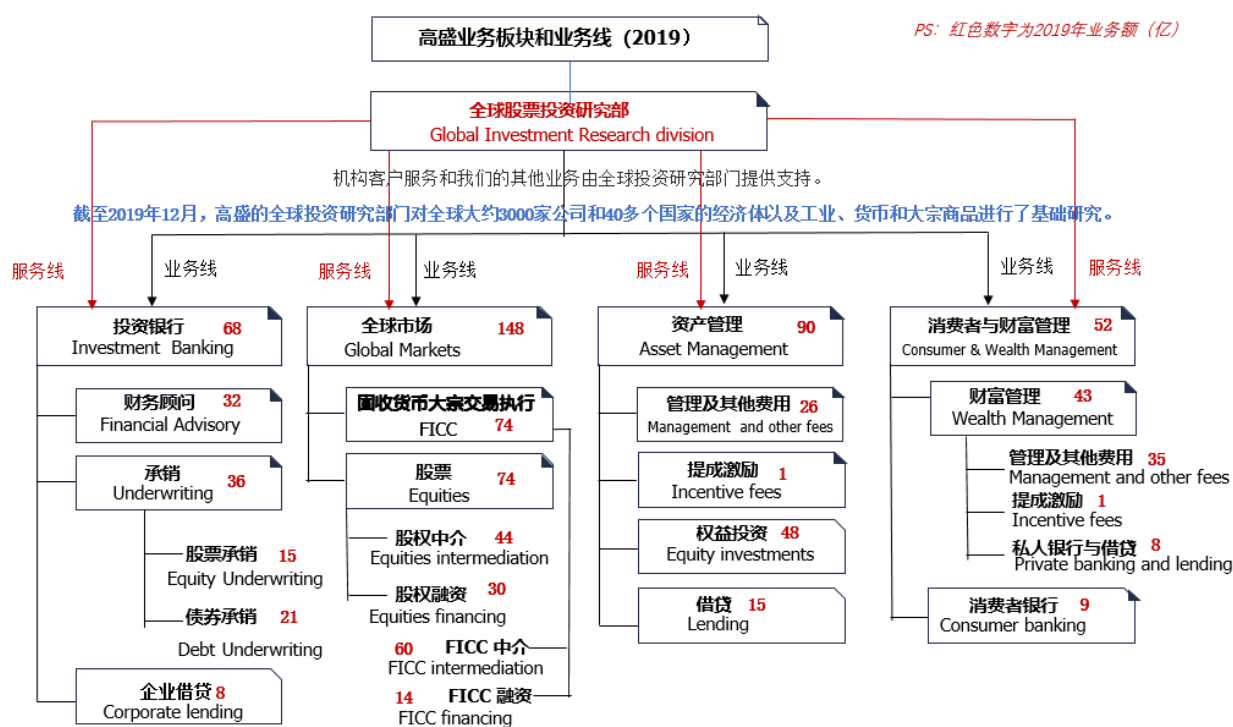 高盛业务板块和业务线（2019）
PS：红色数字为2019年业务额（亿）
全球股票投资研究部
Global Investment Research division
机构客户服务和我们的其他业务由全球投资研究部门提供支持。
截至2019年12月，高盛的全球投资研究部门对全球大约3000家公司和40多个国家的经济体以及工业、货币和大宗商品进行了基础研究。
服务线 业务线 服务线 业务线 服务线 业务线 业务线 服务线
投资银行 68
Investment Banking
财务顾问 32
Financial Advisory
承销
Underwriting 36
股票承销 15
Equity Underwriting
债券承销 21
Debt Underwriting
企业借贷 8
Corporate lending
全球市场 148
Global Markets
固收货币大宗交易执行
FICC 74
股票
Equities 74
股权中介 44
Equities intermediation
股权融资 30
Equities financing
60 FICC 中介
FICC intermediation
14 FICC 融资
FICC financing
资产管理 90
Asset Management
管理及其他费用 26
Management and other fees
提成激励 1
Incentive fees
权益投资 48
Equity investments
借贷 15
Lending
消费者与财富管理 52
Consumer & Wealth Management
财富管理 43
Wealth Management
管理及其他费用 35
Management and other fees
提成激励 1
Incentive fees
私人银行与借贷 8
Private banking and lending
消费者银行 9
Consumer banking